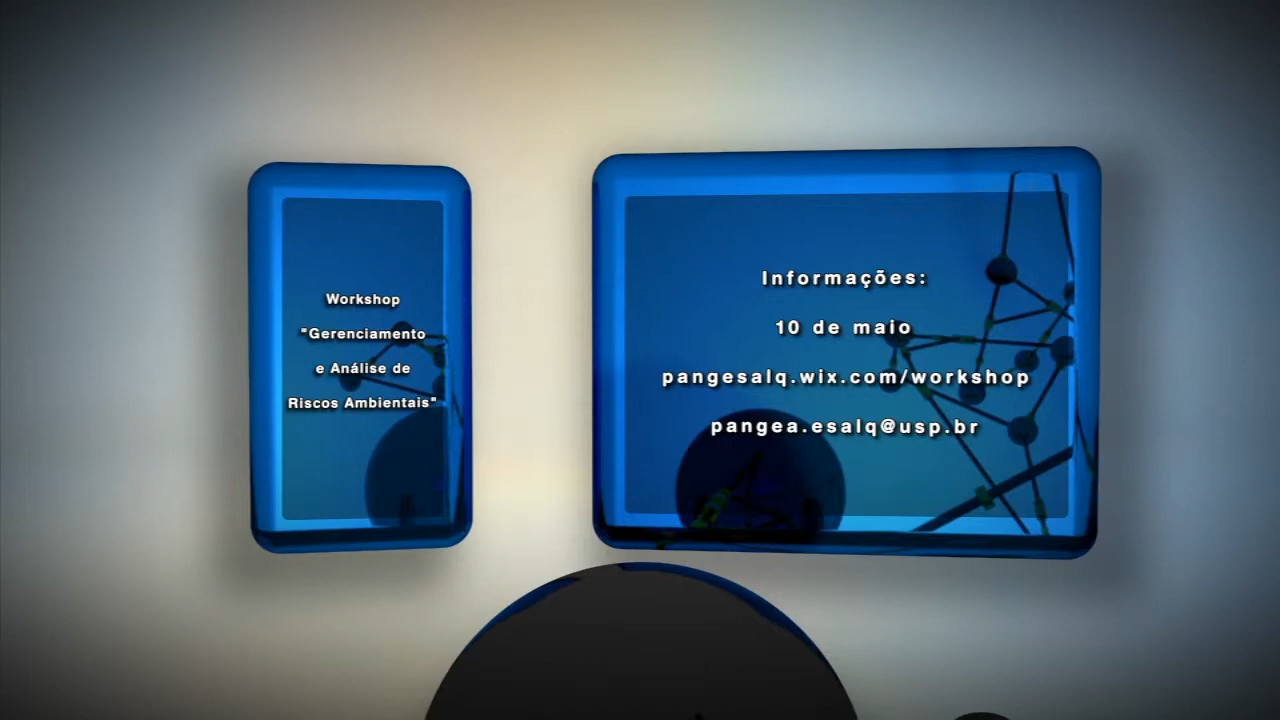 Workshop
"Gerenciamento
e Análise de
Riscos Ambientais"
Informações:
10 de maio
pangesalq.wix.com/workshop
pangea.esalq@usp.br